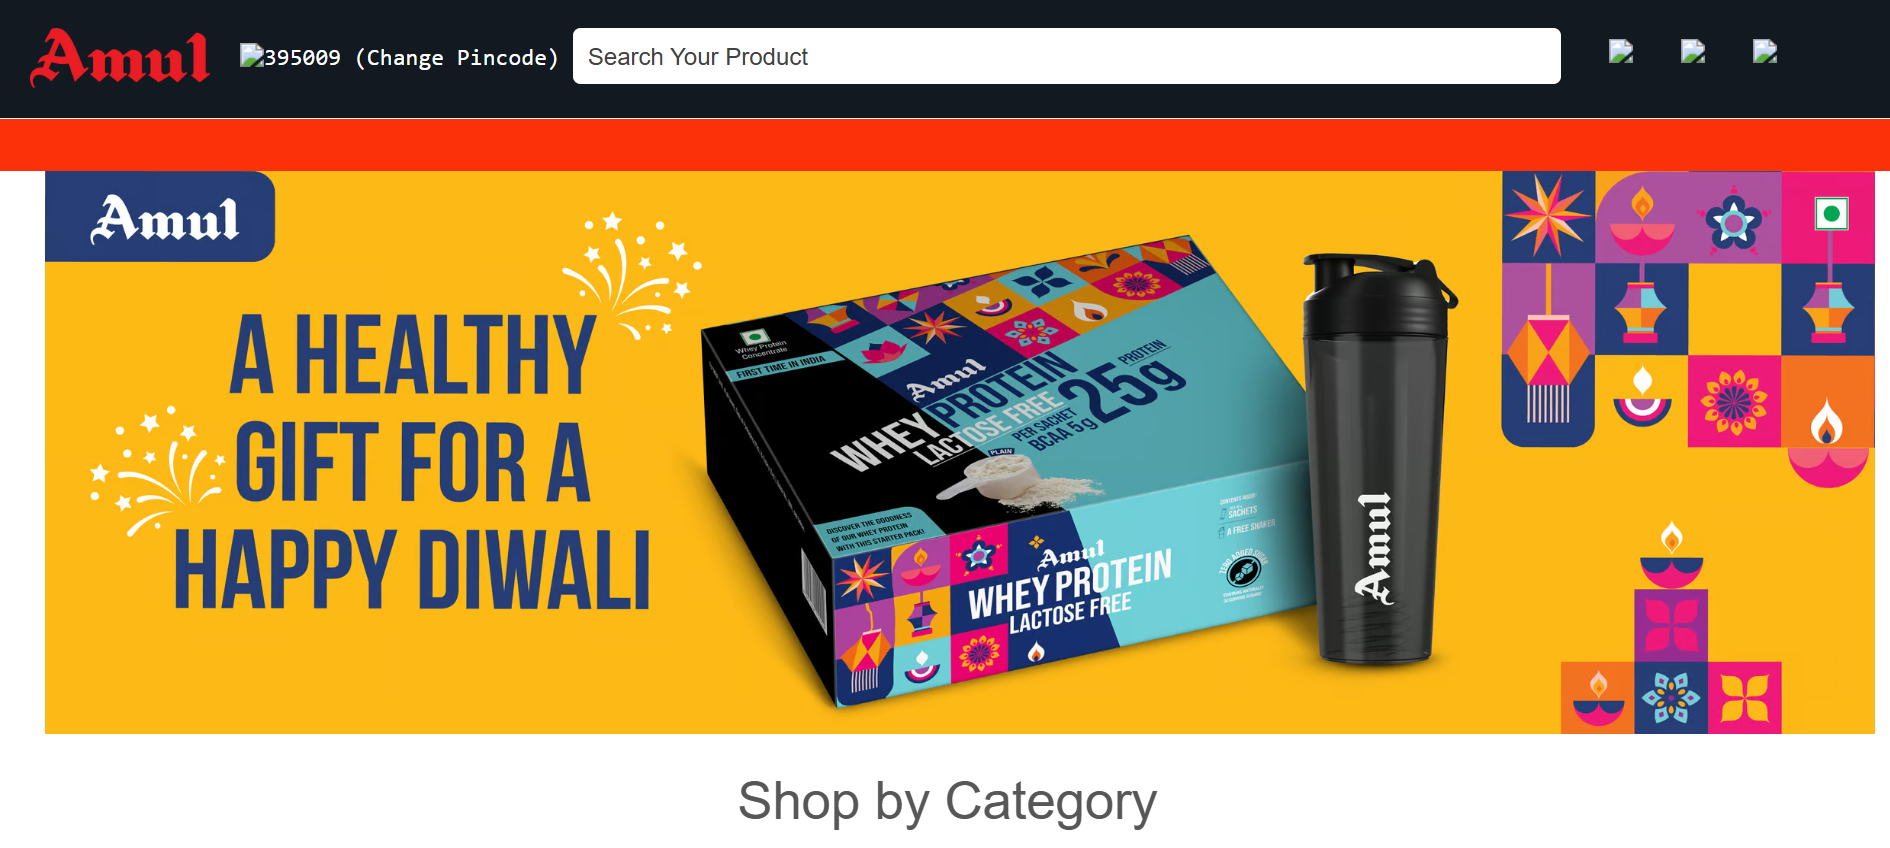 Amul
395009 (Change Pincode)
Search Your Product
Amul
A HEALTHY
GIFT FOR A
HAPPY DIWALI
Whey Protein
Concentrate
FIRST TIME IN INDIA
Amul
WHEY PROTEIN
LACTOSE FREE
PER SACHET
BCAA 5g
25g
PROTEIN
PLAIN
DISCOVER THE GOODNESS
OF OUR WHEY PROTEIN
WITH THIS STARTER PACK!
Amul
WHEY PROTEIN
LACTOSE FREE
CONTENTS INSIDE
SACHETS
A FREE SHAKER
ZERO ADDED SUGAR
Amul
Shop by Category